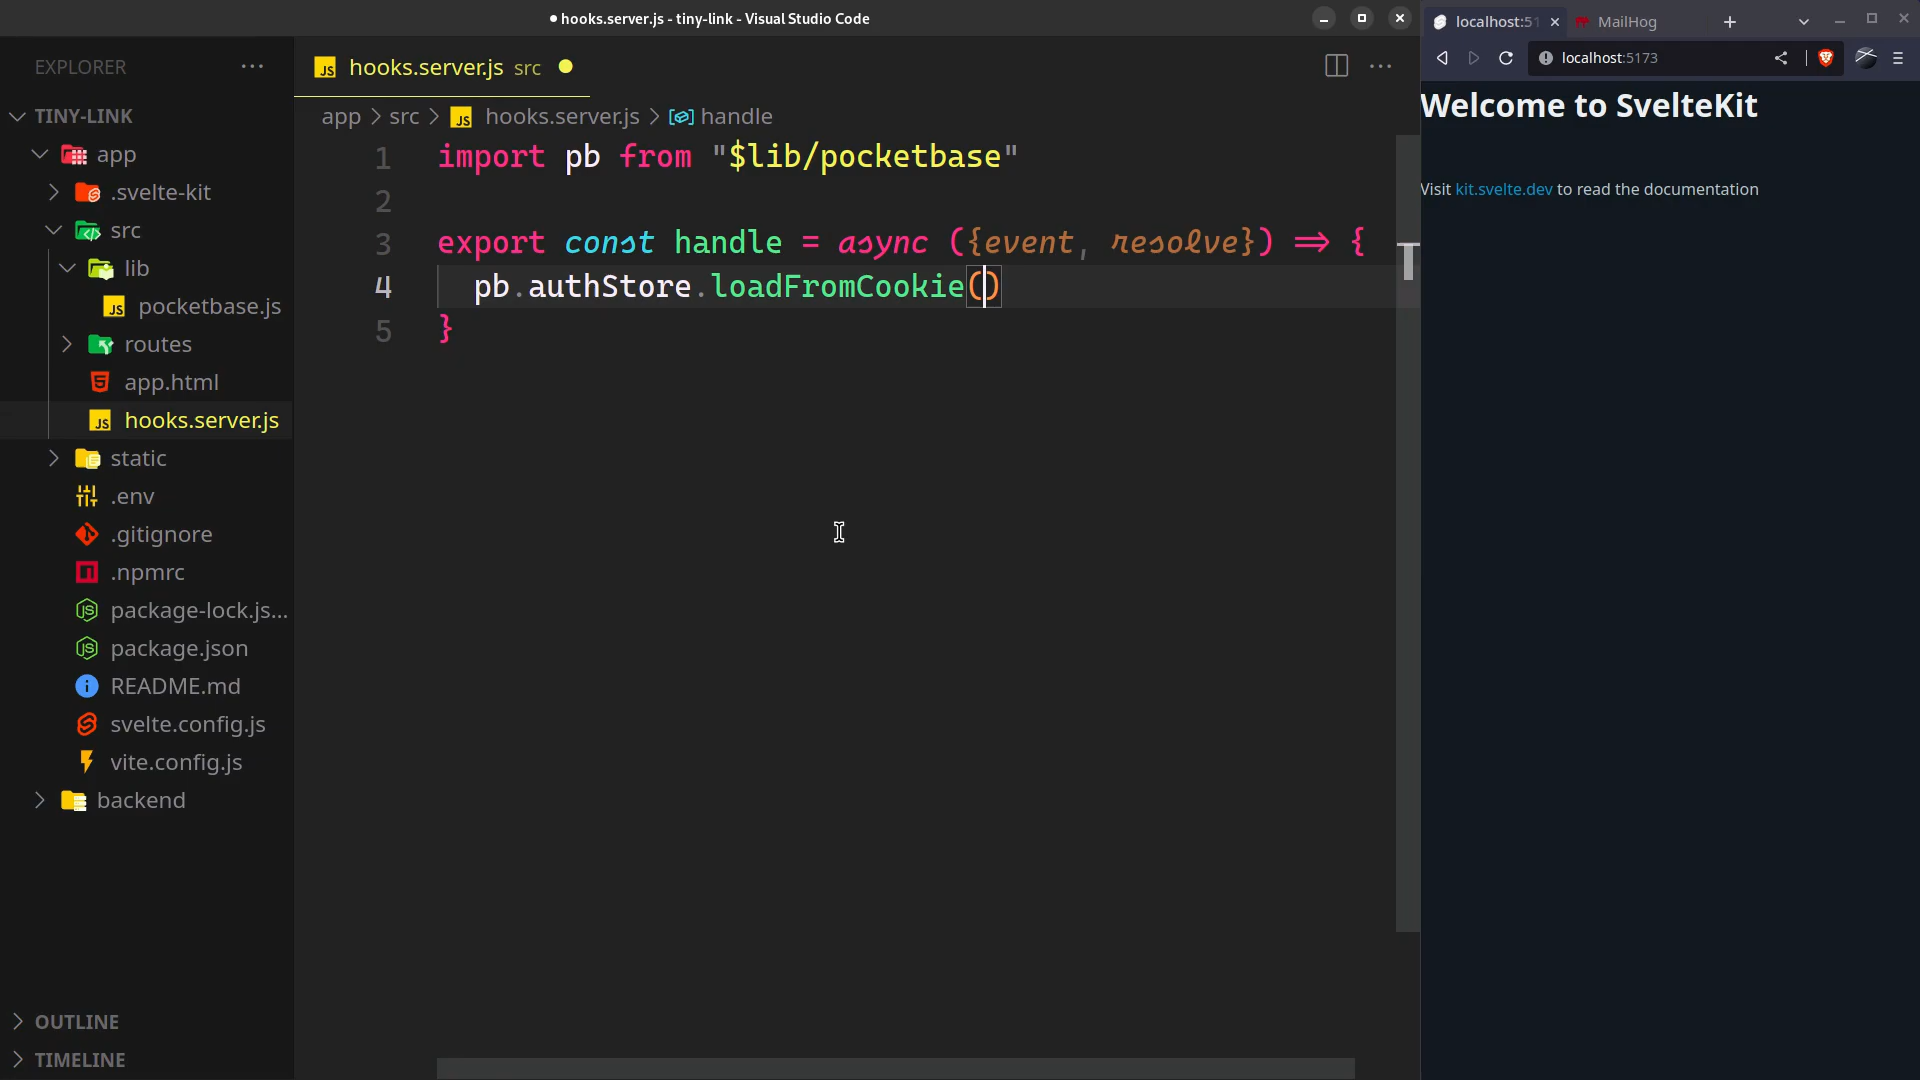 hooks.server.js - tiny-link - Visual Studio Code
EXPLORER
TINY-LINK
app
.svelte-kit
src
lib
pocketbase.js
routes
app.html
hooks.server.js
static
.env
.gitignore
.npmrc
package-lock.js...
package.json
README.md
svelte.config.js
vite.config.js
backend
OUTLINE
TIMELINE
hooks.server.js src
app > src > hooks.server.js > handle
1 import pb from "$lib/pocketbase"
2
3 export const handle = async ({event, resolve}) => {
4 pb.authStore.loadFromCookie()
5 }
localhost:51
MailHog
localhost:5173
Welcome to SvelteKit
Visit kit.svelte.dev to read the documentation